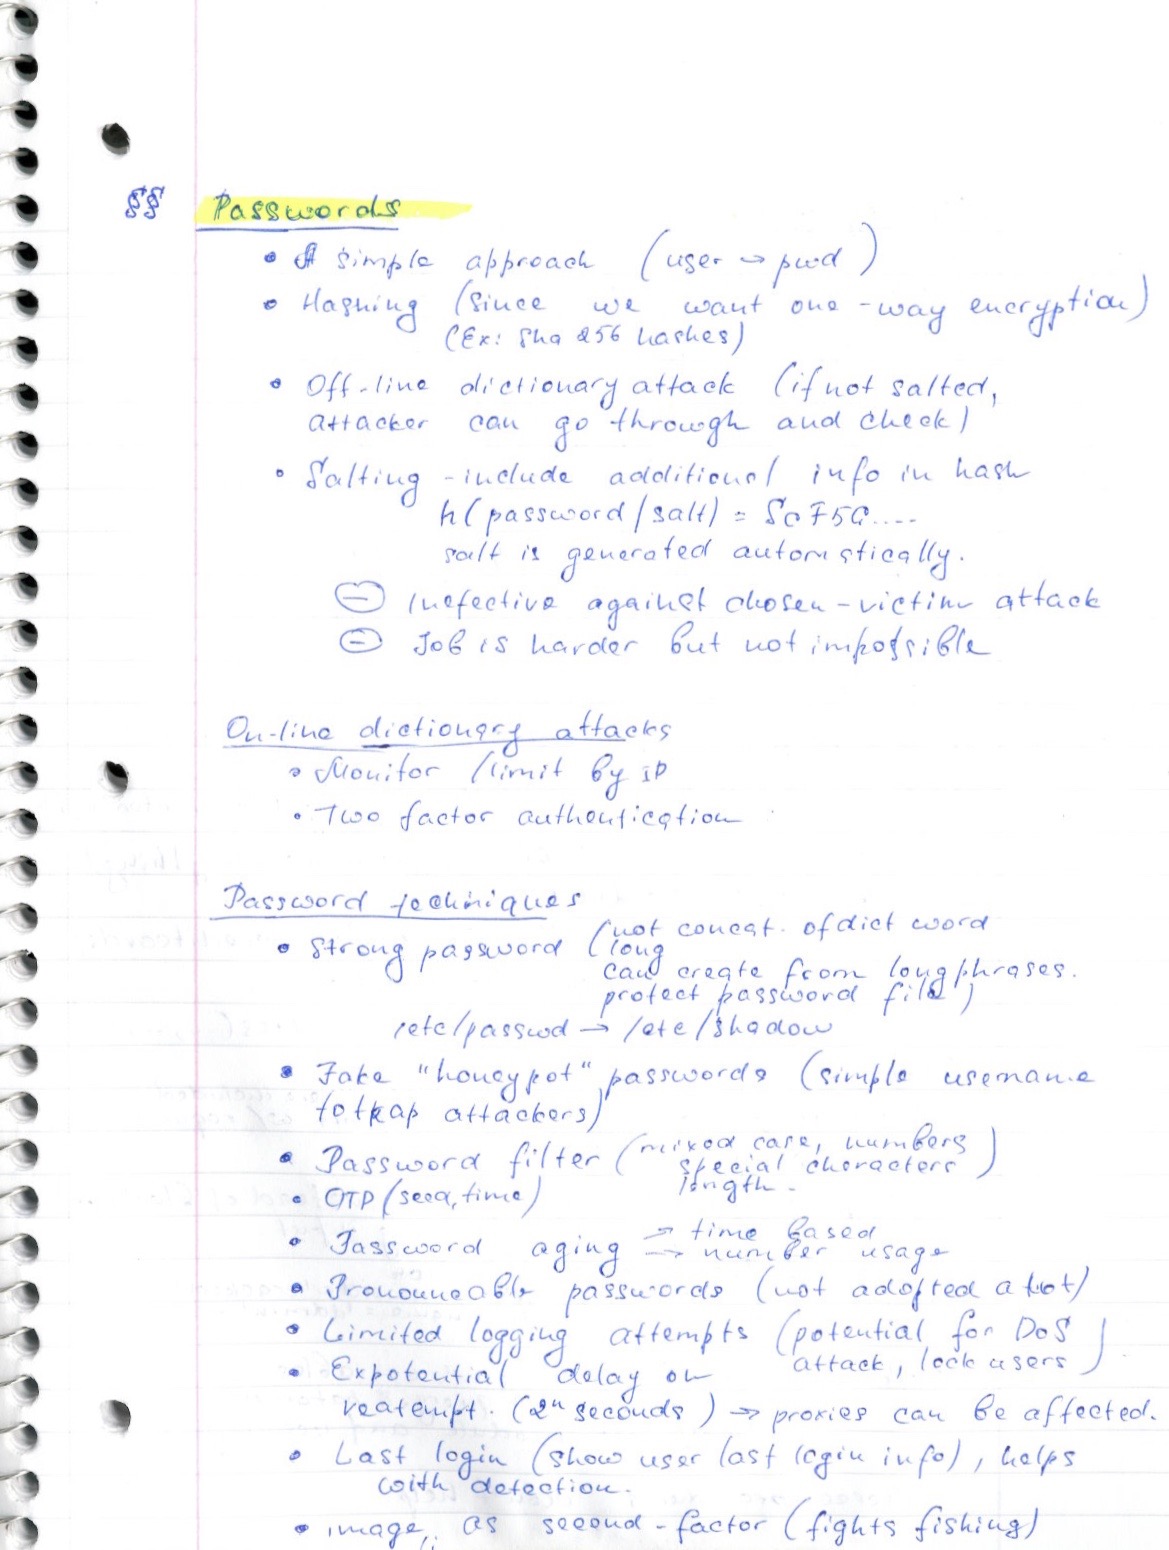 §§ Passwords
• A simple approach (user → pwd)
• Hashing (since we want one-way encryption)
(Ex: Sha 256 hashes)
• Off-line dictionary attack (if not salted,
attacker can go through and check)
• Salting - include additional info in hash
h(password/salt) = 
salt is generated automatically.
⊖ Inefective against chosen-victim attack
⊖ Job is harder but not impossible
On-line dictionary attacks
• Monitor /limit by IP
• Two factor authentication
Password techniques
• Strong password (not concat. of dict word
long
can create from long phrases.
protect password file)
/etc/passwd → /etc/shadow
• Fake "honeypot" passwords (simple username
to trap attackers)
• Password filter (mixed case, numbers
special characters)
length.
• OTP (seed, time)
• Password aging → time based
→ number usage
• Pronounceable passwords (not adopted a lot)
• Limited logging attempts (potential for DoS
attack, lock users)
• Expotential delay on
reatempt. (2ⁿ seconds) → proxies can be affected.
• Last login (show user last login info), helps
with detection.
• image, as second-factor (fights fishing)